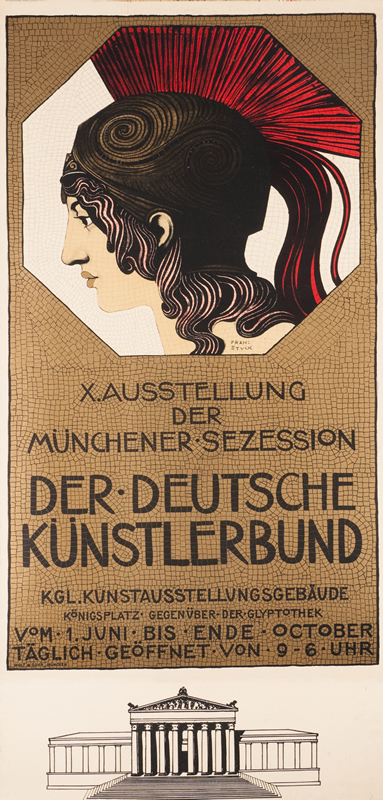 FRANZ
STUCK
X. AUSSTELLUNG
DER
MÜNCHENER · SEZESSION
DER · DEUTSCHE
KÜNSTLERBUND
KGL. KUNSTAUSSTELLUNGSGEBÄUDE
KÖNIGSPLATZ · GEGENÜBER · DER · GLYPTOTHEK
VOM · 1. JUNI · BIS · ENDE · OCTOBER
TÄGLICH · GEÖFFNET · VON · 9-6 · UHR